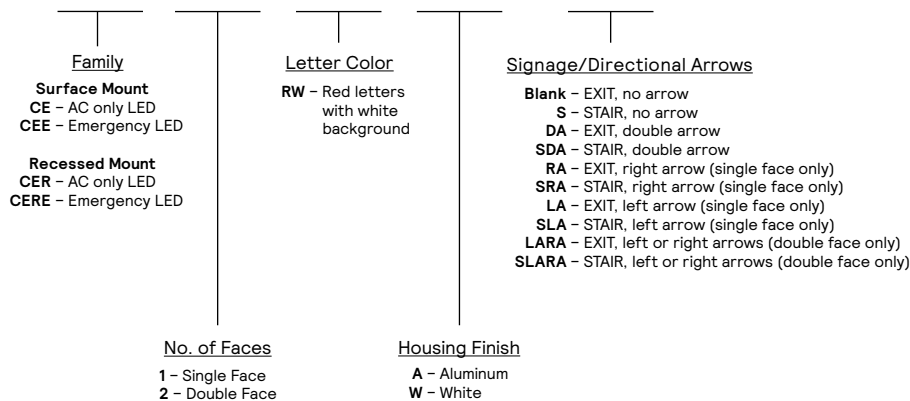 Family
Surface Mount
CE – AC only LED
CEE – Emergency LED
Recessed Mount
CER – AC only LED
CERE – Emergency LED
No. of Faces
1 – Single Face
2 – Double Face
Letter Color
RW – Red letters
with white
background
Housing Finish
A – Aluminum
W – White
Signage/Directional Arrows
Blank – EXIT, no arrow
S – STAIR, no arrow
DA – EXIT, double arrow
SDA – STAIR, double arrow
RA – EXIT, right arrow (single face only)
SRA – STAIR, right arrow (single face only)
LA – EXIT, left arrow (single face only)
SLA – STAIR, left arrow (single face only)
LARA – EXIT, left or right arrows (double face only)
SLARA – STAIR, left or right arrows (double face only)